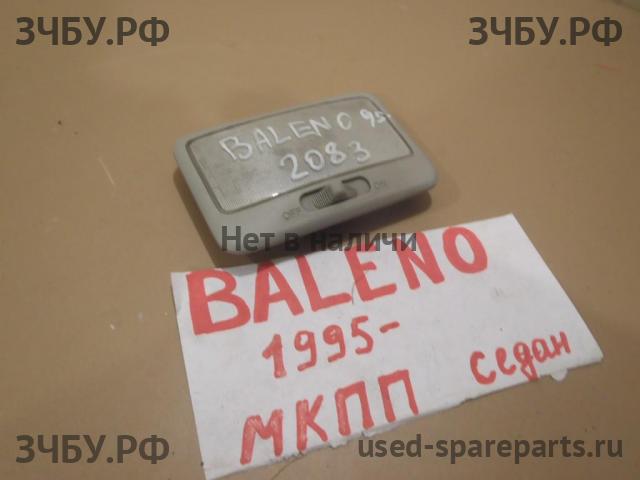 ЗЧБУ.РФ ЗЧБУ.РФ
BALENO 95-
2083
OFF ON
Нет в наличи
BALENO
1995-
МКПП седан
ЗЧБУ.РФ used-spareparts.ru